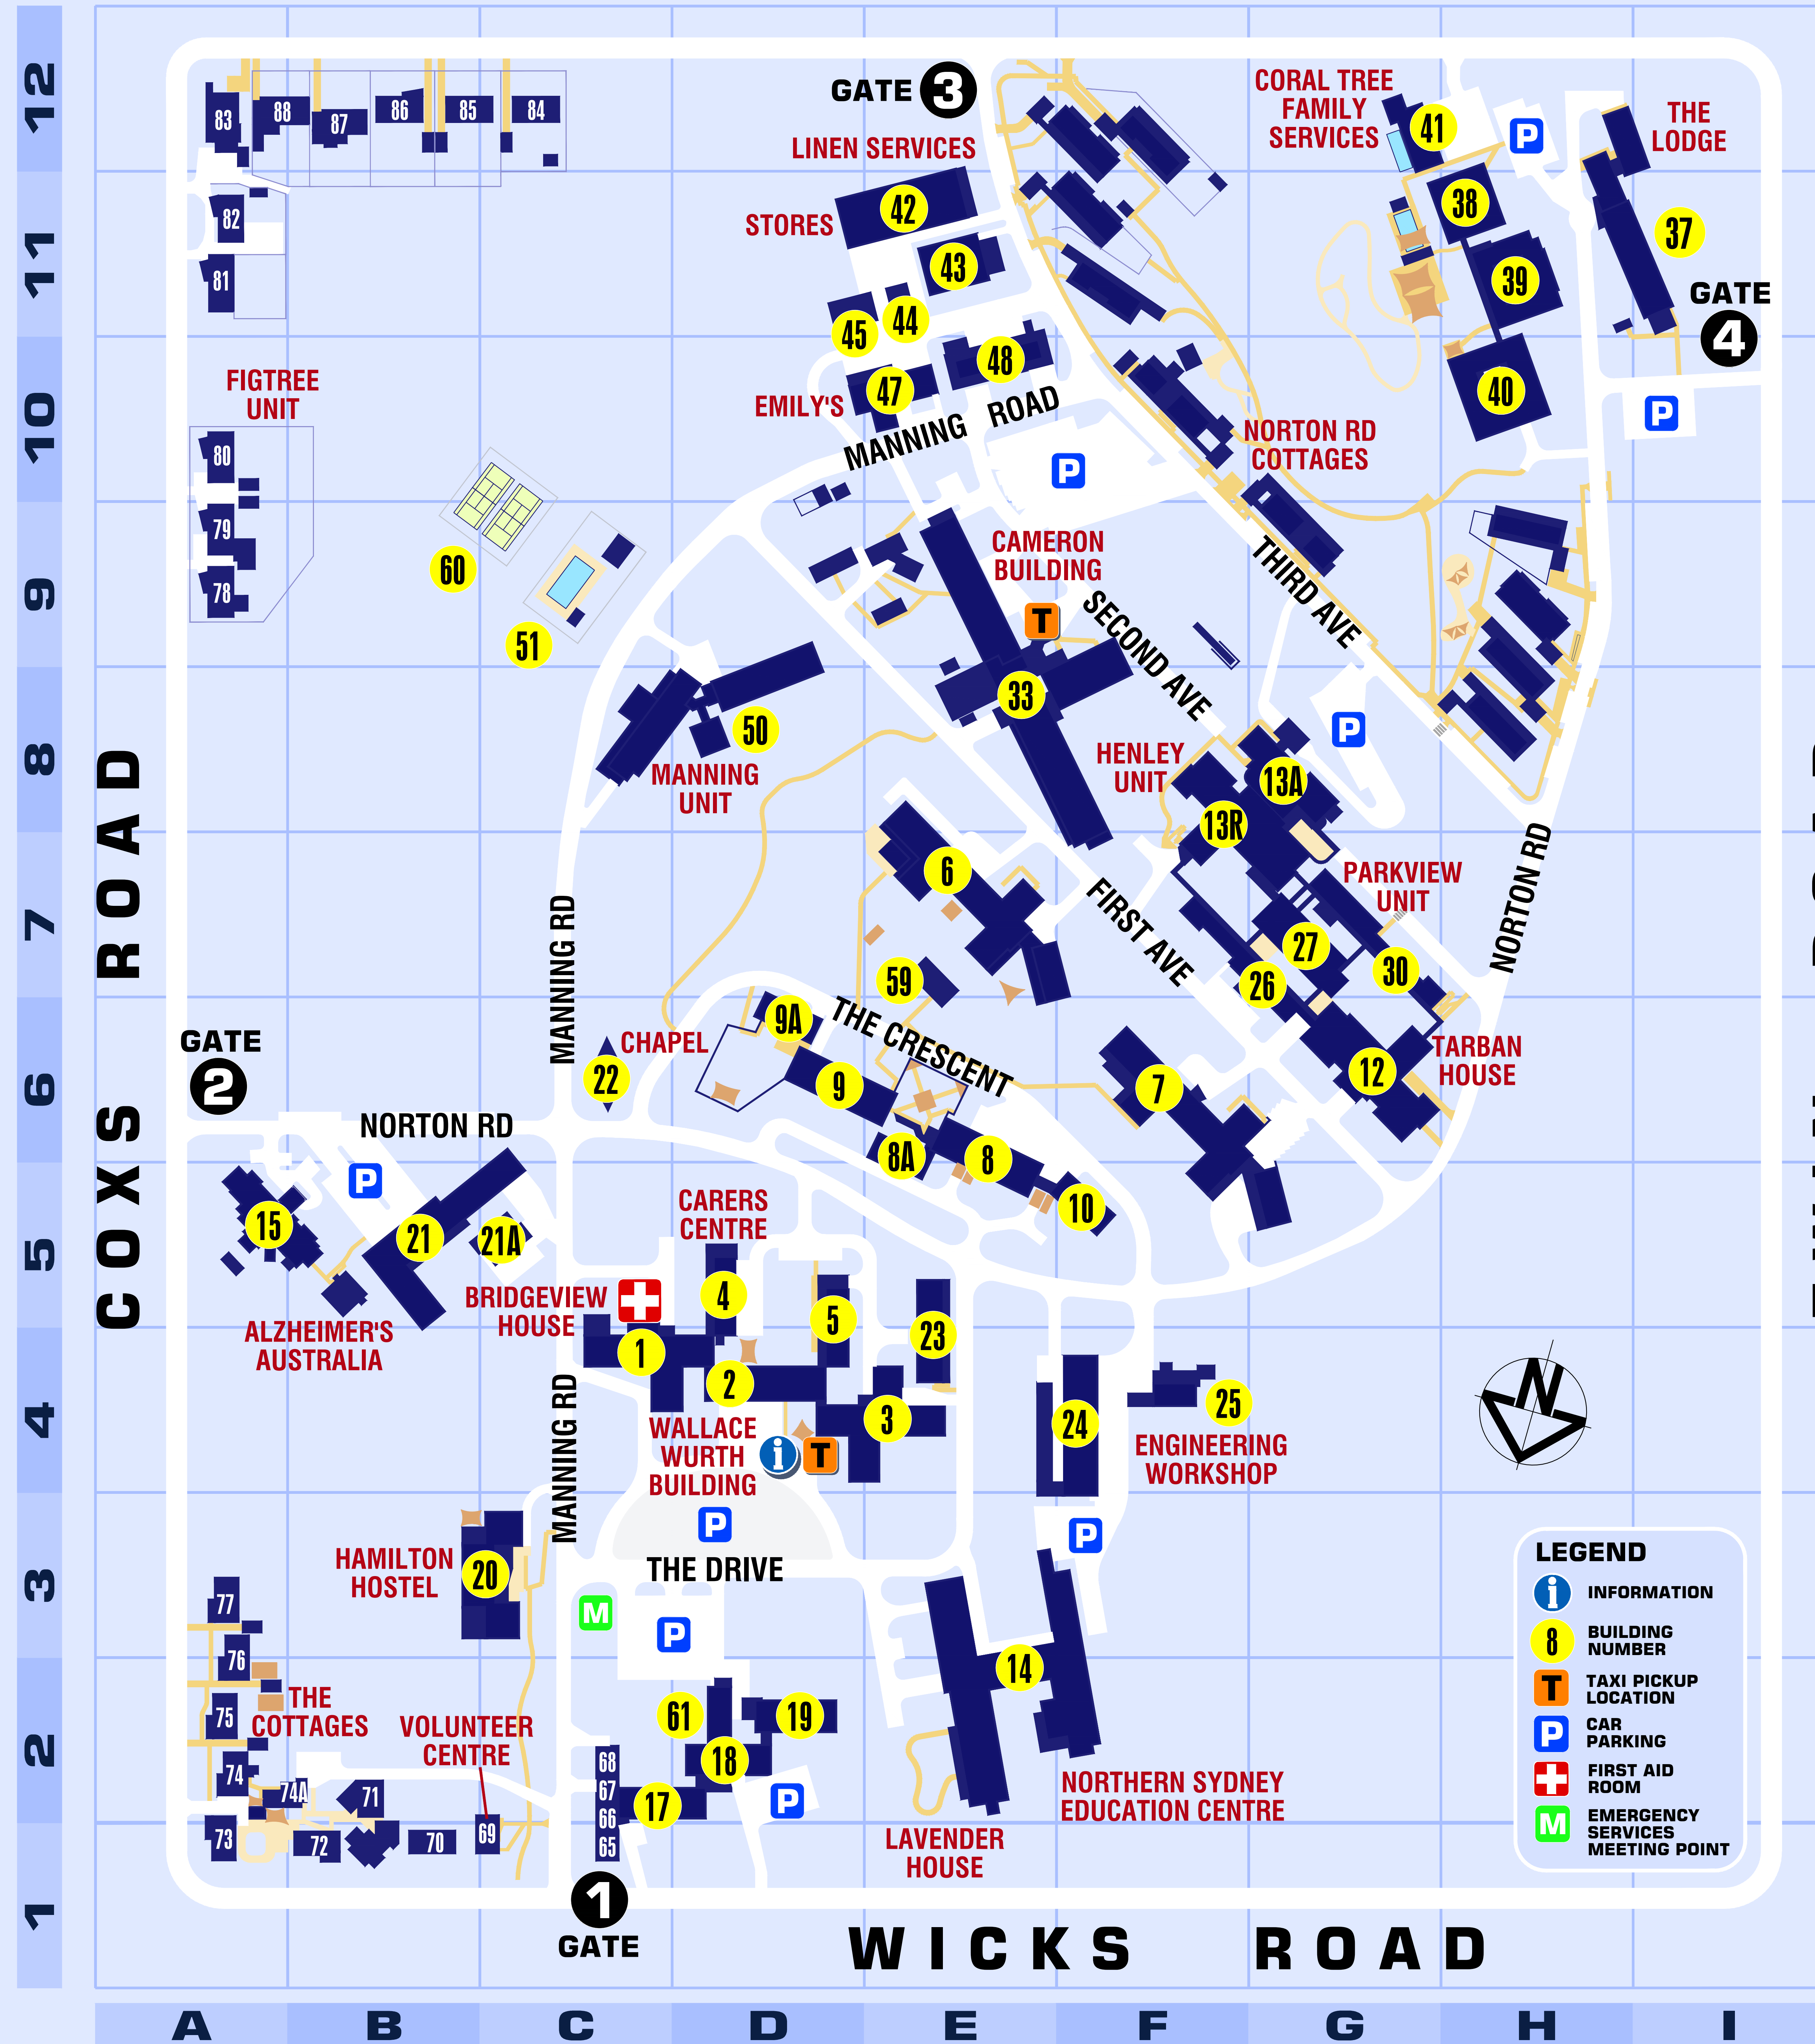 12
11
10
9
8
7
6
5
4
3
2
1
A
B
C
D
E
F
G
H
I
COXS ROAD
WICKS ROAD
GATE 3
LINEN SERVICES
STORES
42
43
44
45
47
48
EMILY'S
MANNING ROAD
P
CORAL TREE
FAMILY
SERVICES
41
P
THE
LODGE
38
37
39
40
GATE
4
P
83
88
87
86
85
84
82
81
FIGTREE
UNIT
80
79
78
60
51
NORTON RD
COTTAGES
CAMERON
BUILDING
T
33
SECOND AVE
THIRD AVE
P
50
MANNING
UNIT
HENLEY
UNIT
13A
13R
PARKVIEW
UNIT
NORTON RD
6
FIRST AVE
27
26
30
59
MANNING RD
9A
THE CRESCENT
CHAPEL
22
9
8A
8
10
7
12
TARBAN
HOUSE
GATE
2
NORTON RD
P
15
21
21A
ALZHEIMER'S
AUSTRALIA
CARERS
CENTRE
4
5
23
BRIDGEVIEW
HOUSE
1
2
3
MANNING RD
WALLACE
WURTH
BUILDING
i
T
24
25
ENGINEERING
WORKSHOP
N
P
THE DRIVE
P
HAMILTON
HOSTEL
20
M
P
14
77
76
75
74
74A
73
THE
COTTAGES
VOLUNTEER
CENTRE
71
72
70
69
68
67
66
65
61
19
18
17
P
NORTHERN SYDNEY
EDUCATION CENTRE
LAVENDER
HOUSE
1
GATE
LEGEND
i INFORMATION
8 BUILDING
NUMBER
T TAXI PICKUP
LOCATION
P CAR
PARKING
FIRST AID
ROOM
M EMERGENCY
SERVICES
MEETING POINT